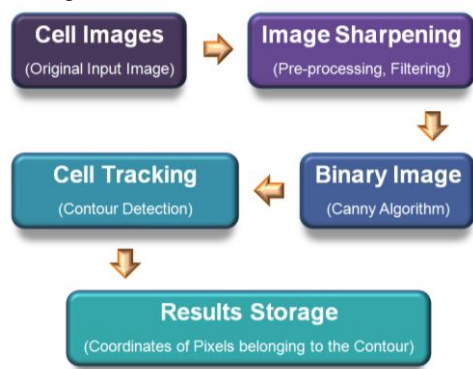 Cell Images
(Original Input Image)
Image Sharpening
(Pre-processing, Filtering)
Binary Image
(Canny Algorithm)
Cell Tracking
(Contour Detection)
Results Storage
(Coordinates of Pixels belonging to the Contour)